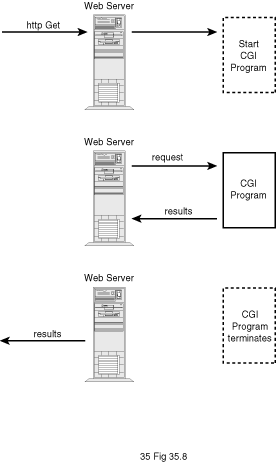 Web Server
http Get
Start
CGI
Program
Web Server
request
CGI
Program
results
Web Server
results
CGI
Program
terminates
35 Fig 35.8